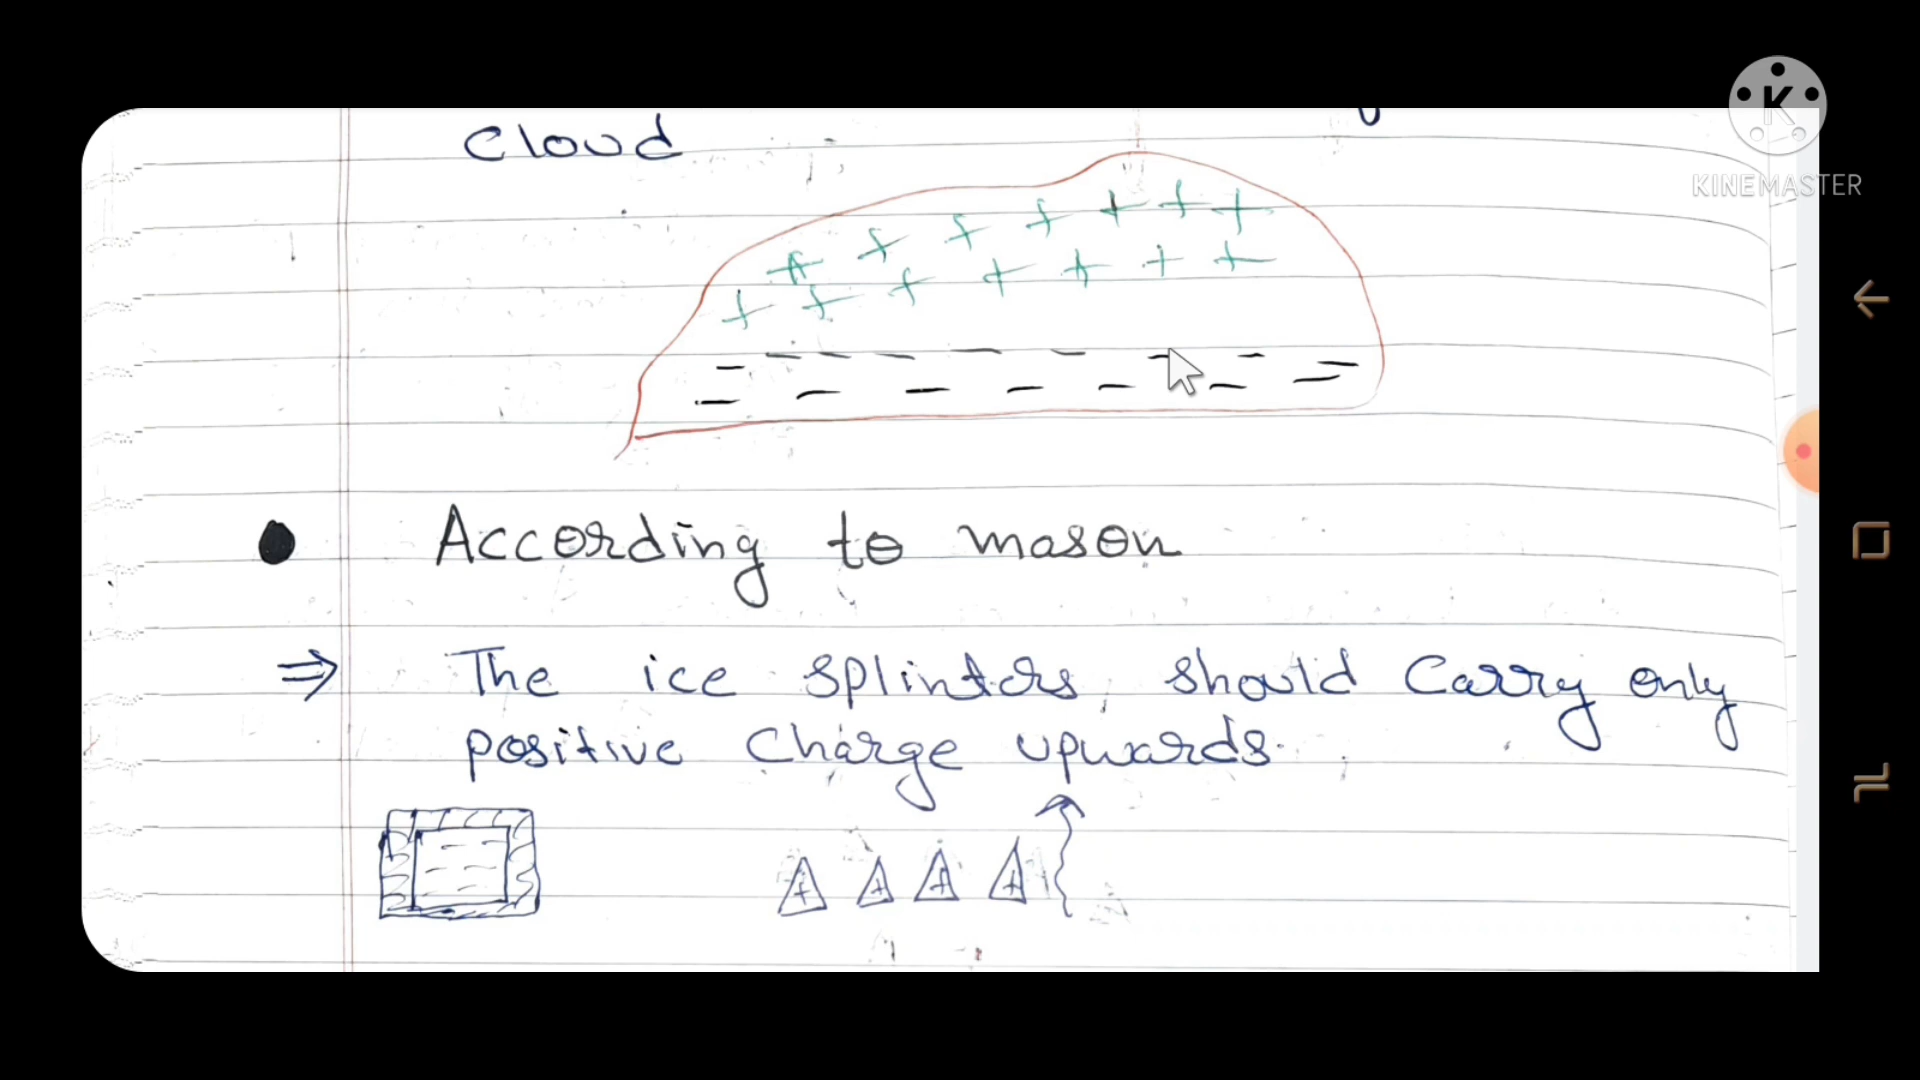 Cloud
K
KINEMASTER
+ + + + + + +
+ + + + + + +
- - - - - - - -
- - - - - - -
According to mason
⇒ The ice splinters should carry only
positive charge upwards.
+ + + +